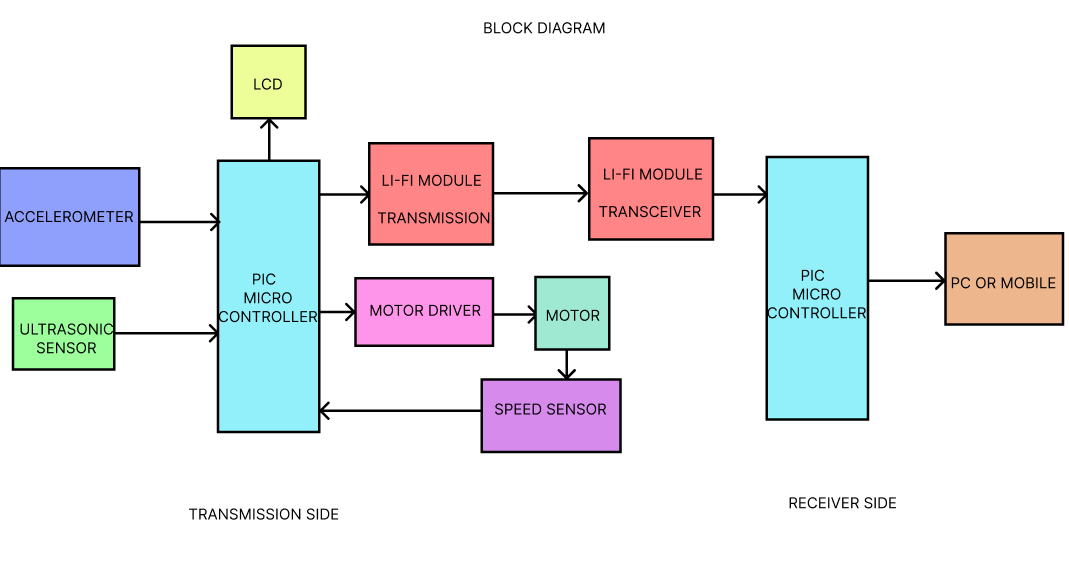 BLOCK DIAGRAM
LCD
ACCELEROMETER
ULTRASONIC
SENSOR
PIC
MICRO
CONTROLLER
LI-FI MODULE
TRANSMISSION
LI-FI MODULE
TRANSCEIVER
MOTOR DRIVER
MOTOR
SPEED SENSOR
PIC
MICRO
CONTROLLER
PC OR MOBILE
TRANSMISSION SIDE
RECEIVER SIDE